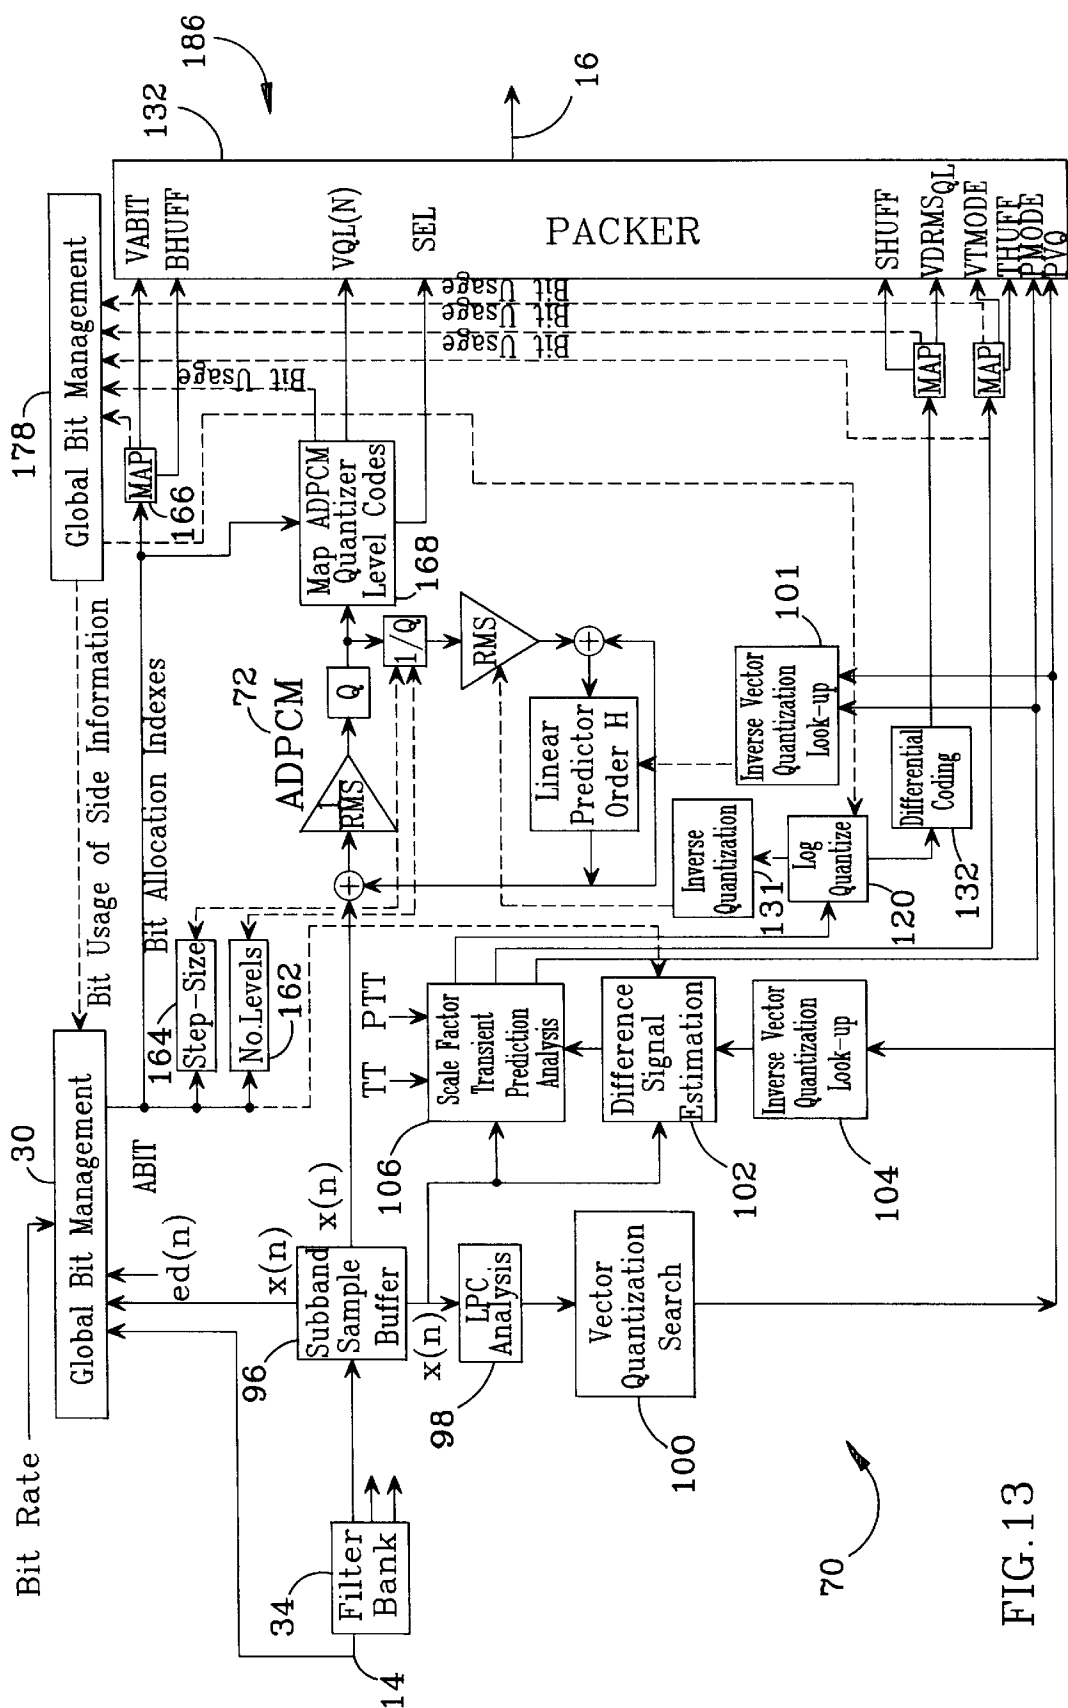 Bit Rate
30
Global Bit Management
ABIT
ed(n)
x(n)
Bit Usage of Side Information
Bit Allocation Indexes
178
Global Bit Management
132
186
VABIT
BHUFF
VQL(N)
SEL
PACKER
SHUFF
VDRMSQL
VTMODE
THUFF
PMODE
PVQ
16
MAP
166
Bit Usage
Bit Usage
Bit Usage
Bit Usage
MAP
MAP
164
Step-Size
No.Levels
162
ADPCM
72
1
RMS
Q
1/Q
RMS
Map ADPCM
Quantizer
Level Codes
168
+
+
Linear
Predictor
Order H
Inverse Vector
Quantization
Look-up
101
Inverse
Quantization
131
Log
Quantize
120
Differential
Coding
132
14
34
Filter
Bank
96
Subband
Sample
Buffer
x(n)
x(n)
TT
PTT
106
Scale Factor
Transient
Prediction
Analysis
102
Difference
Signal
Estimation
104
Inverse Vector
Quantization
Look-up
98
LPC
Analysis
100
Vector
Quantization
Search
70
FIG.13